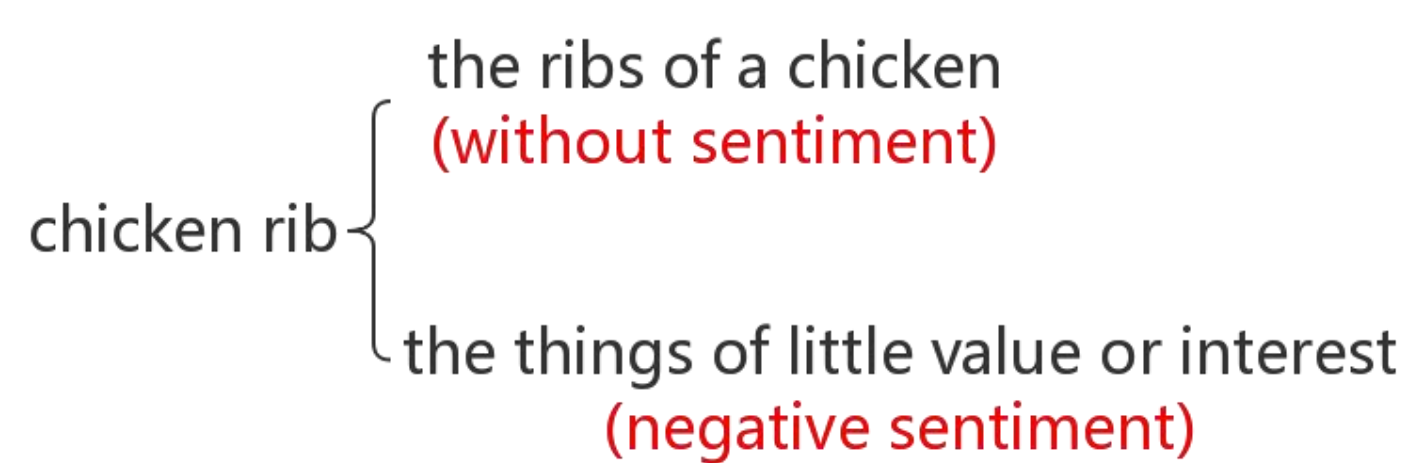 the ribs of a chicken
(without sentiment)
chicken rib
the things of little value or interest
(negative sentiment)